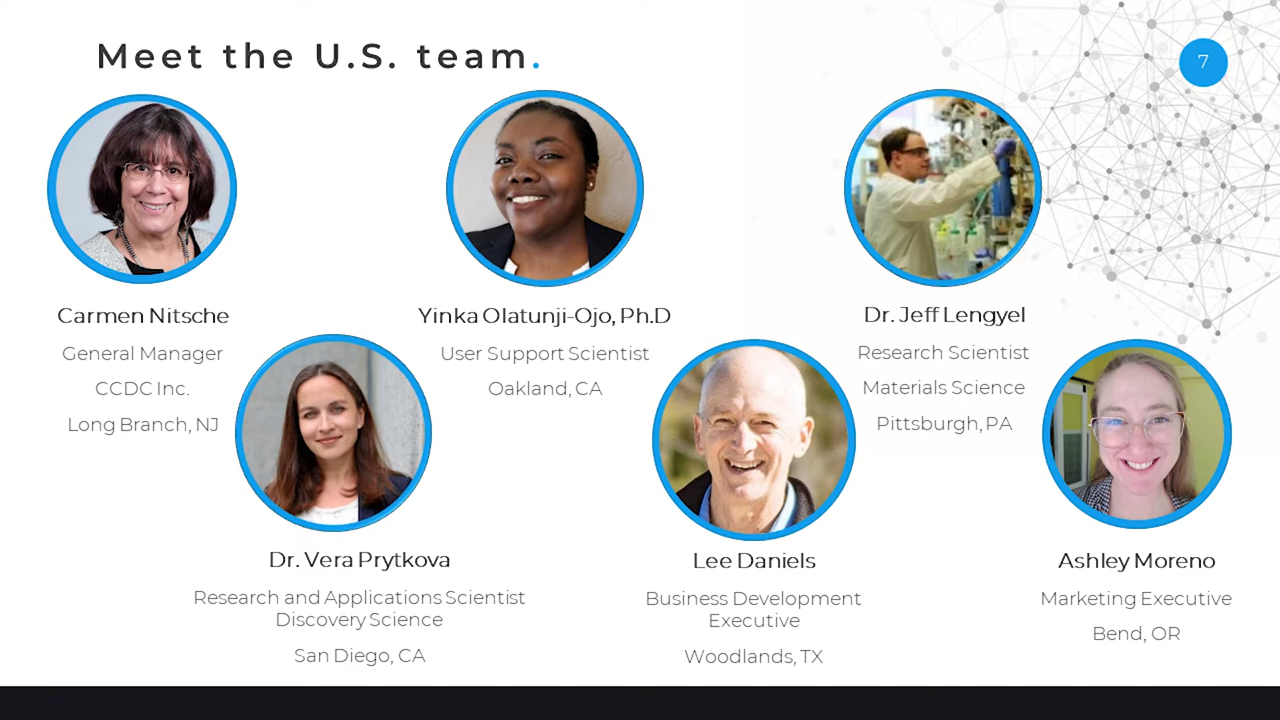 Meet the U.S. team.
7
Carmen Nitsche
General Manager
CCDC Inc.
Long Branch, NJ
Yinka Olatunji-Ojo, Ph.D
User Support Scientist
Oakland, CA
Dr. Jeff Lengyel
Research Scientist
Materials Science
Pittsburgh, PA
Dr. Vera Prytkova
Research and Applications Scientist
Discovery Science
San Diego, CA
Lee Daniels
Business Development
Executive
Woodlands, TX
Ashley Moreno
Marketing Executive
Bend, OR